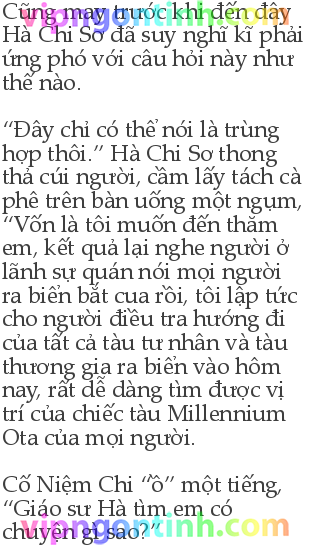 Cũng may trước khi đến đây
Hà Chi Sơ đã suy nghĩ kĩ phải
ứng phó với câu hỏi này như
thế nào.

“Đây chỉ có thể nói là trùng
hợp thôi.” Hà Chi Sơ thong
thả cúi người, cầm lấy tách cà
phê trên bàn uống một ngụm,
“Vốn là tôi muốn đến thăm
em, kết quả lại nghe người ở
lãnh sự quán nói mọi người
ra biển bắt cua rồi, tôi lập tức
cho người điều tra hướng đi
của tất cả tàu tư nhân và tàu
thương gia ra biển vào hôm
nay, rất dễ dàng tìm được vị
trí của chiếc tàu Millennium
Ota của mọi người.

Cố Niệm Chi “ồ” một tiếng,
“Giáo sư Hà tìm em có
chuyện gì sao?”
vipngontinh.com
vipngontinh.com